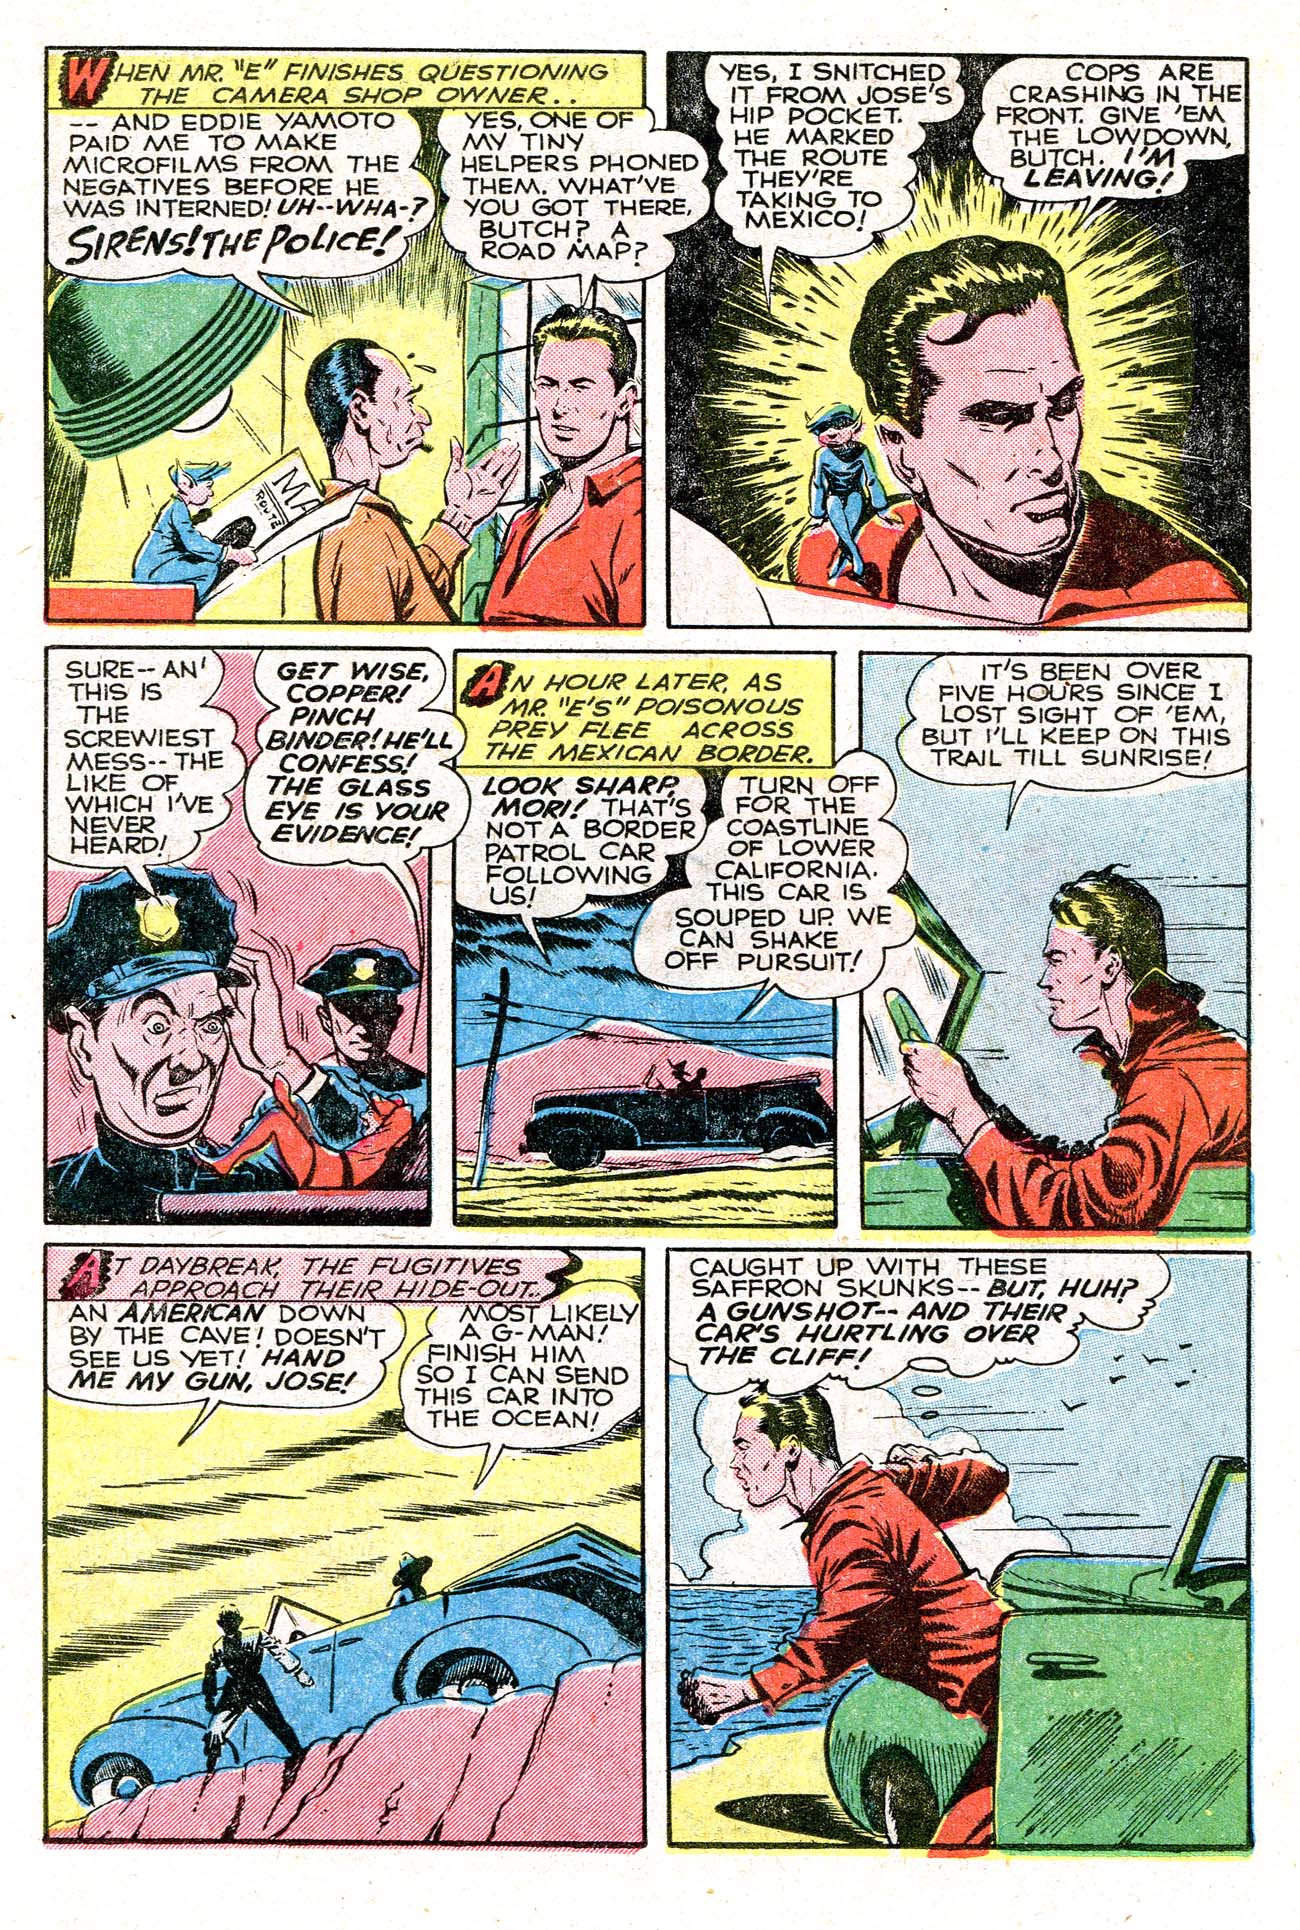 WHEN MR. "E" FINISHES QUESTIONING
THE CAMERA SHOP OWNER..
-- AND EDDIE YAMOTO
PAID ME TO MAKE
MICROFILMS FROM THE
NEGATIVES BEFORE HE
WAS INTERNED! UH--WHA-?
SIRENS! THE POLICE!
YES, ONE OF
MY TINY
HELPERS PHONED
THEM. WHAT'VE
YOU GOT THERE,
BUTCH? A
ROAD MAP?
MA
ROUTE
YES, I SNITCHED
IT FROM JOSE'S
HIP POCKET.
HE MARKED
THE ROUTE
THEY'RE
TAKING TO
MEXICO!
COPS ARE
CRASHING IN THE
FRONT. GIVE 'EM
THE LOWDOWN,
BUTCH. I'M
LEAVING!
SURE-- AN'
THIS IS
THE
SCREWIEST
MESS-- THE
LIKE OF
WHICH I'VE
NEVER
HEARD!
GET WISE,
COPPER!
PINCH
BINDER! HE'LL
CONFESS!
THE GLASS
EYE IS YOUR
EVIDENCE!
AN HOUR LATER, AS
MR. "E'S" POISONOUS
PREY FLEE ACROSS
THE MEXICAN BORDER.
LOOK SHARP,
MORI! THAT'S
NOT A BORDER
PATROL CAR
FOLLOWING
US!
TURN OFF
FOR THE
COASTLINE
OF LOWER
CALIFORNIA.
THIS CAR IS
SOUPED UP. WE
CAN SHAKE
OFF PURSUIT!
IT'S BEEN OVER
FIVE HOURS SINCE I
LOST SIGHT OF 'EM,
BUT I'LL KEEP ON THIS
TRAIL TILL SUNRISE!
AT DAYBREAK, THE FUGITIVES
APPROACH THEIR HIDE-OUT..
AN AMERICAN DOWN
BY THE CAVE! DOESN'T
SEE US YET! HAND
ME MY GUN, JOSE!
MOST LIKELY
A G-MAN!
FINISH HIM
SO I CAN SEND
THIS CAR INTO
THE OCEAN!
CAUGHT UP WITH THESE
SAFFRON SKUNKS-- BUT, HUH?
A GUNSHOT-- AND THEIR
CAR'S HURTLING OVER
THE CLIFF!